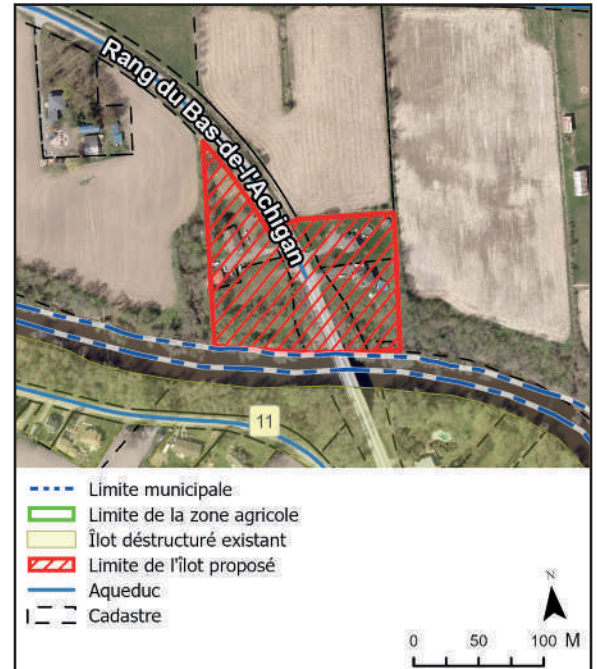 Rang du Bas-de-l'Achigan
11
Limite municipale
Limite de la zone agricole
Îlot déstructuré existant
Limite de l'îlot proposé
Aqueduc
Cadastre
N
0 50 100 M